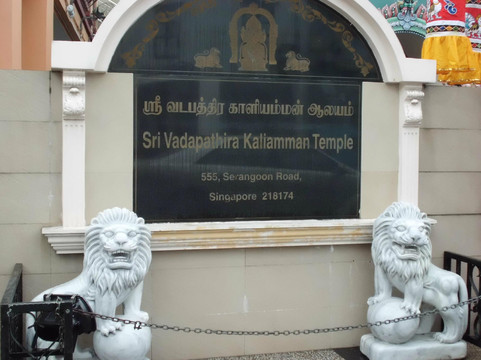 ஸ்ரீ வடபத்திர காளியம்மன் ஆலயம்
Sri Vadapathira Kaliamman Temple
555, Serangoon Road,
Singapore 218174